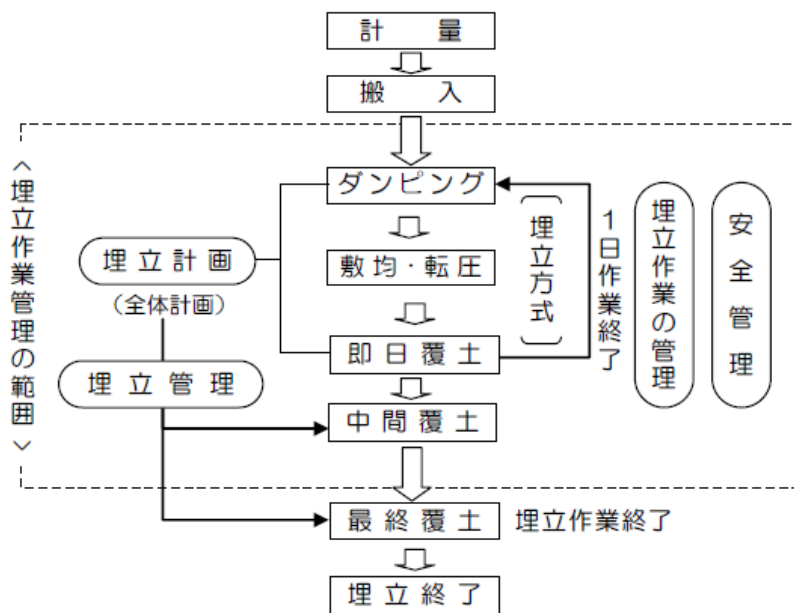 計量
搬入
＜埋立作業管理の範囲＞
ダンピング
敷均・転圧
即日覆土
中間覆土
最終覆土
埋立作業終了
埋立終了
埋立計画
(全体計画)
埋立管理
〔埋立方式〕
1日作業終了
埋立作業の管理
安全管理